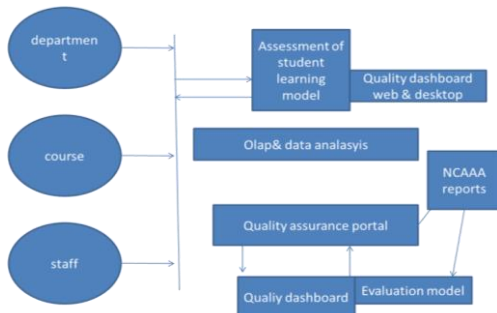 departmen
t
Assessment of
student
learning
model
Quality dashboard
web & desktop
course
Olap& data analasyis
NCAAA
reports
Quality assurance portal
staff
Qualiy dashboard
Evaluation model